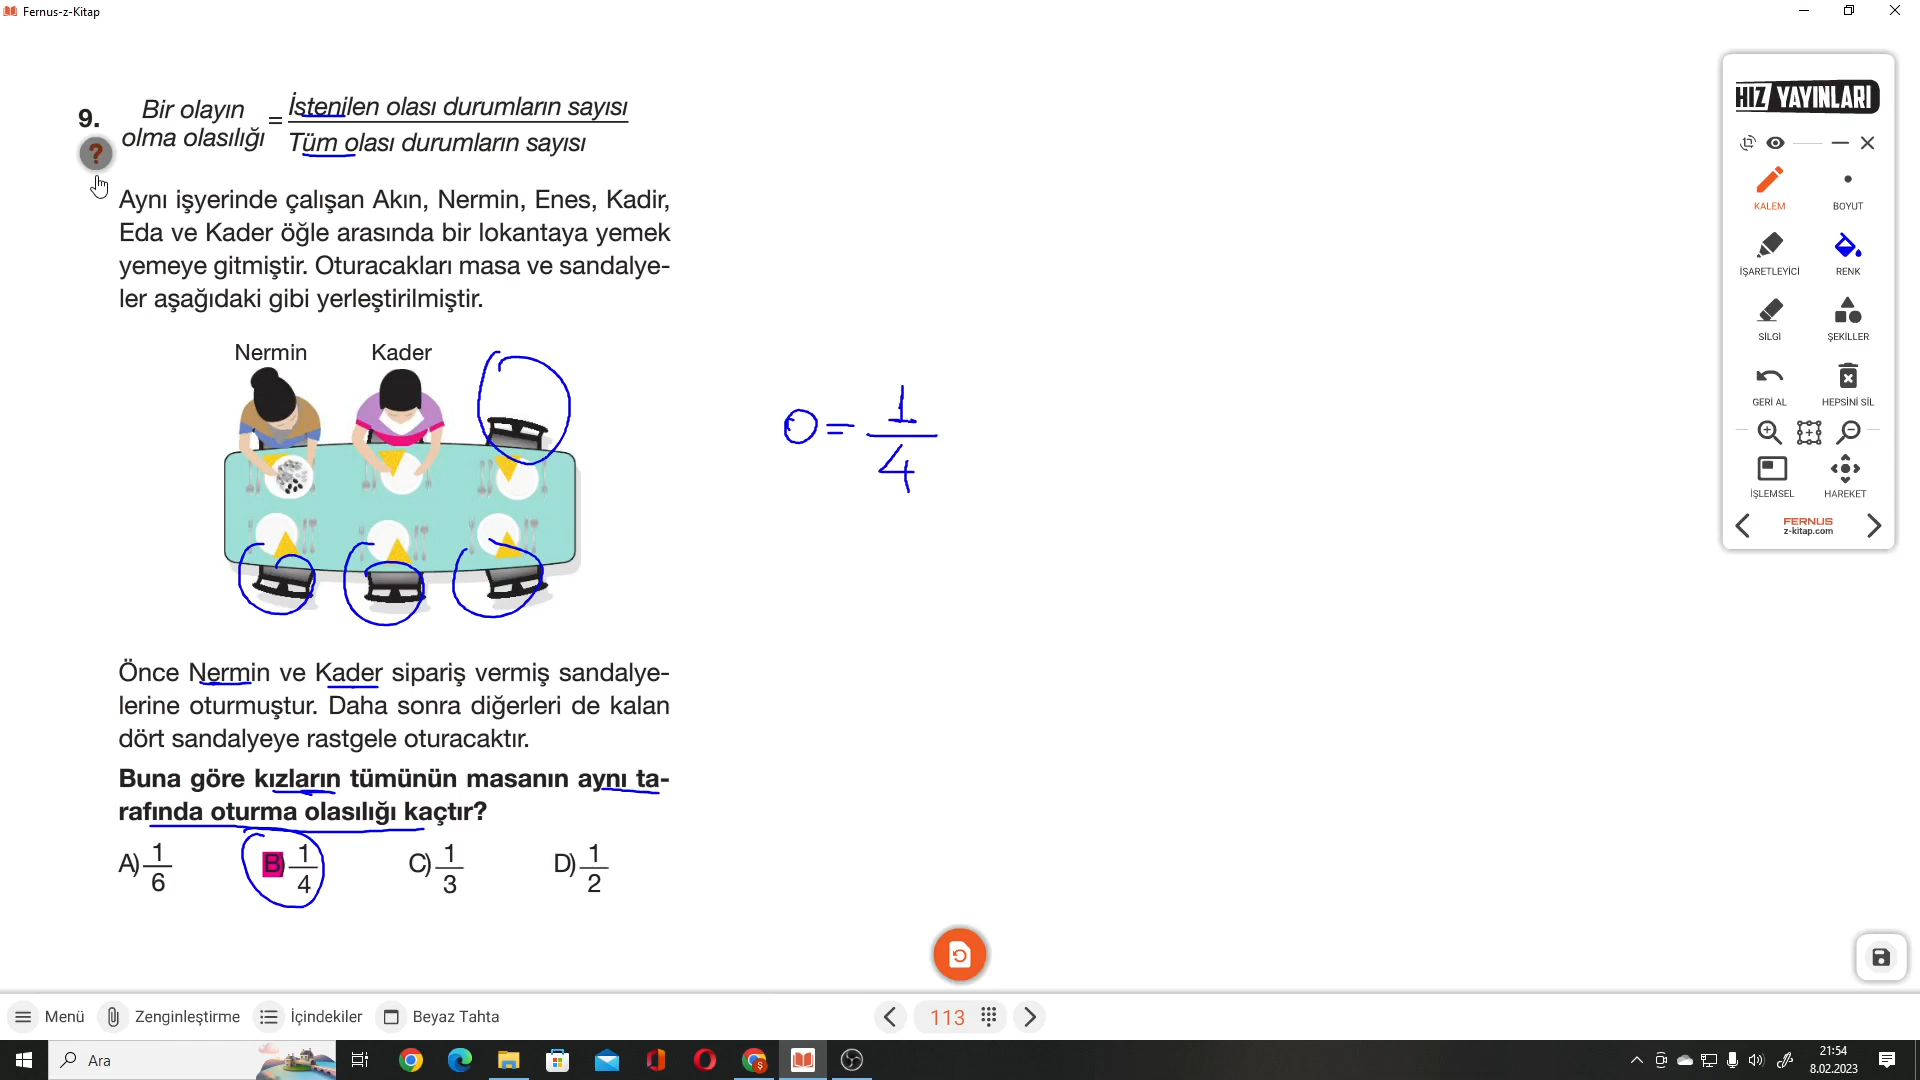 Fernus-z-Kitap
9. Bir olayın olma olasılığı = İstenilen olası durumların sayısı / Tüm olası durumların sayısı
?
Aynı işyerinde çalışan Akın, Nermin, Enes, Kadir,
Eda ve Kader öğle arasında bir lokantaya yemek
yemeye gitmiştir. Oturacakları masa ve sandalye-
ler aşağıdaki gibi yerleştirilmiştir.
Nermin Kader
O = 1/4
Önce Nermin ve Kader sipariş vermiş sandalye-
lerine oturmuştur. Daha sonra diğerleri de kalan
dört sandalyeye rastgele oturacaktır.
Buna göre kızların tümünün masanın aynı ta-
rafında oturma olasılığı kaçtır?
A) 1/6 B) 1/4 C) 1/3 D) 1/2
HIZ YAYINLARI
KALEM BOYUT
İŞARETLEYİCİ RENK
SİLGİ ŞEKİLLER
GERİ AL HEPSİNİ SİL
İŞLEMSEL HAREKET
FERNUS
z-kitap.com
Menü Zenginleştirme İçindekiler Beyaz Tahta 113
Ara
21:54
8.02.2023